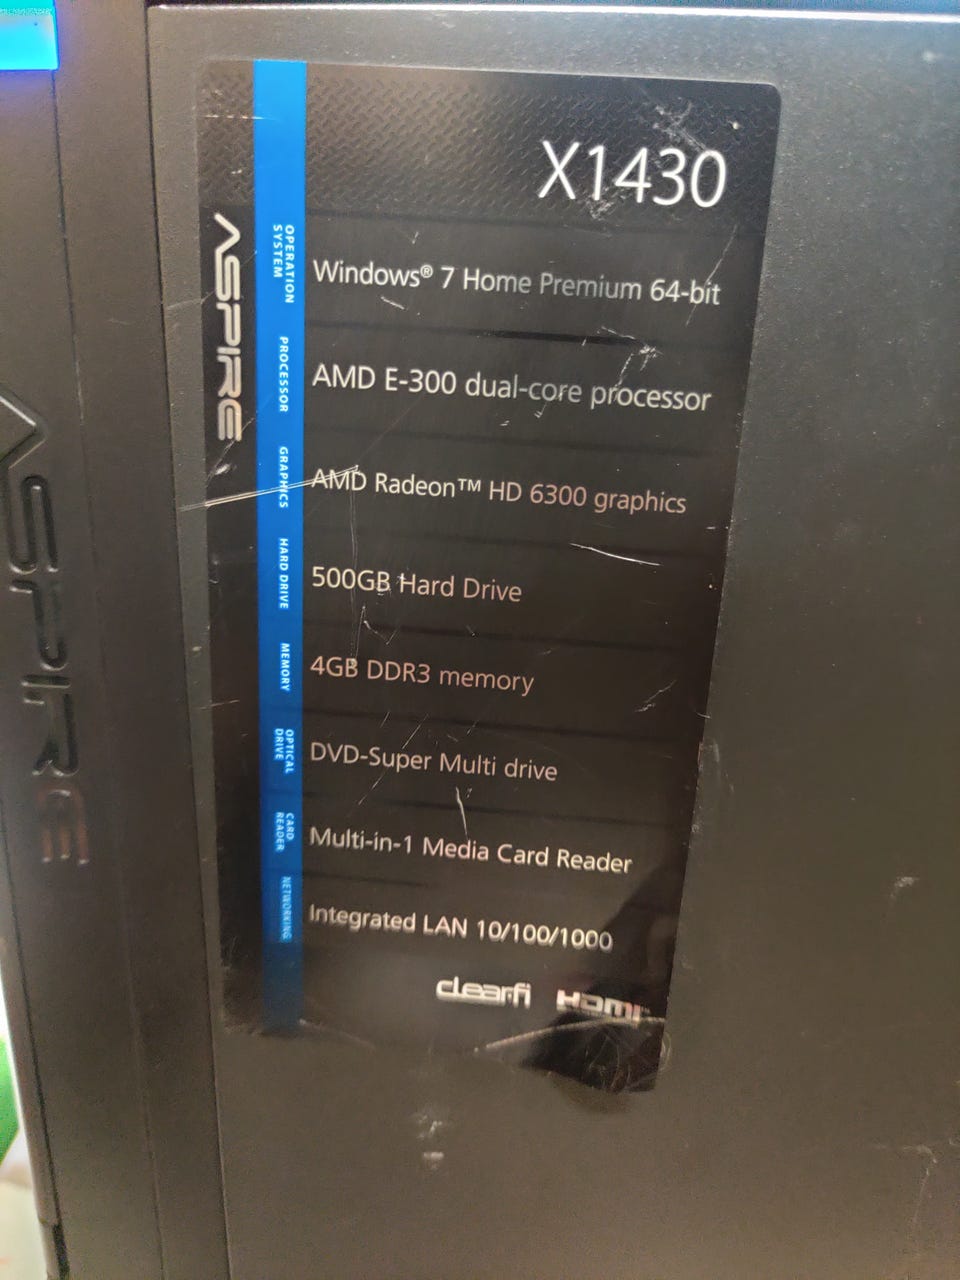 X1430
ASPIRE
OPERATION
SYSTEM
Windows® 7 Home Premium 64-bit
PROCESSOR
AMD E-300 dual-core processor
GRAPHICS
AMD Radeon™ HD 6300 graphics
HARD DRIVE
500GB Hard Drive
MEMORY
4GB DDR3 memory
OPTICAL
DRIVE
DVD-Super Multi drive
CARD
READER
Multi-in-1 Media Card Reader
NETWORKING
Integrated LAN 10/100/1000
clearfi HDMI™
ASPIRE